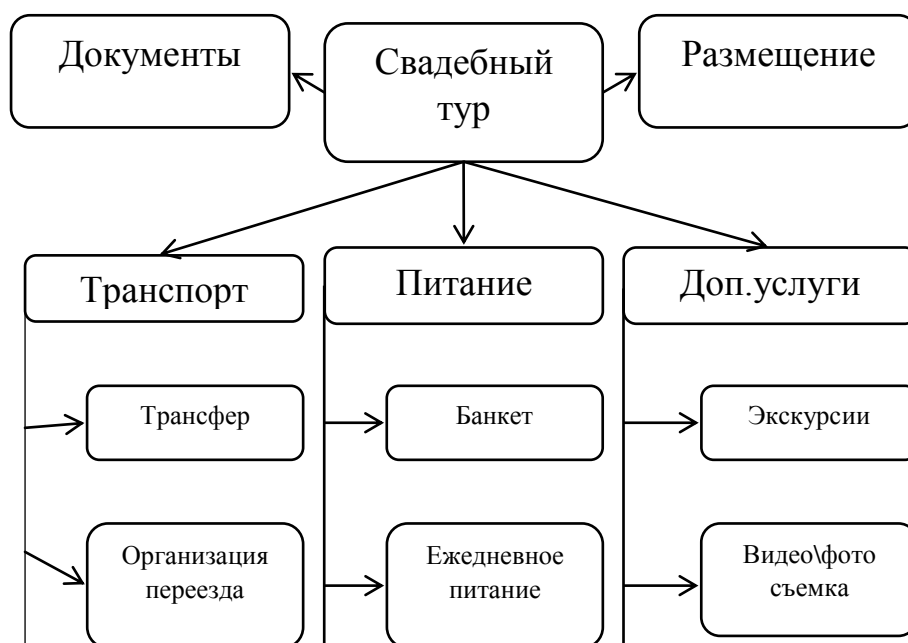 Документы
Свадебный
тур
Размещение
Транспорт
Питание
Доп.услуги
Трансфер
Банкет
Экскурсии
Организация
переезда
Ежедневное
питание
Видео\фото
съемка